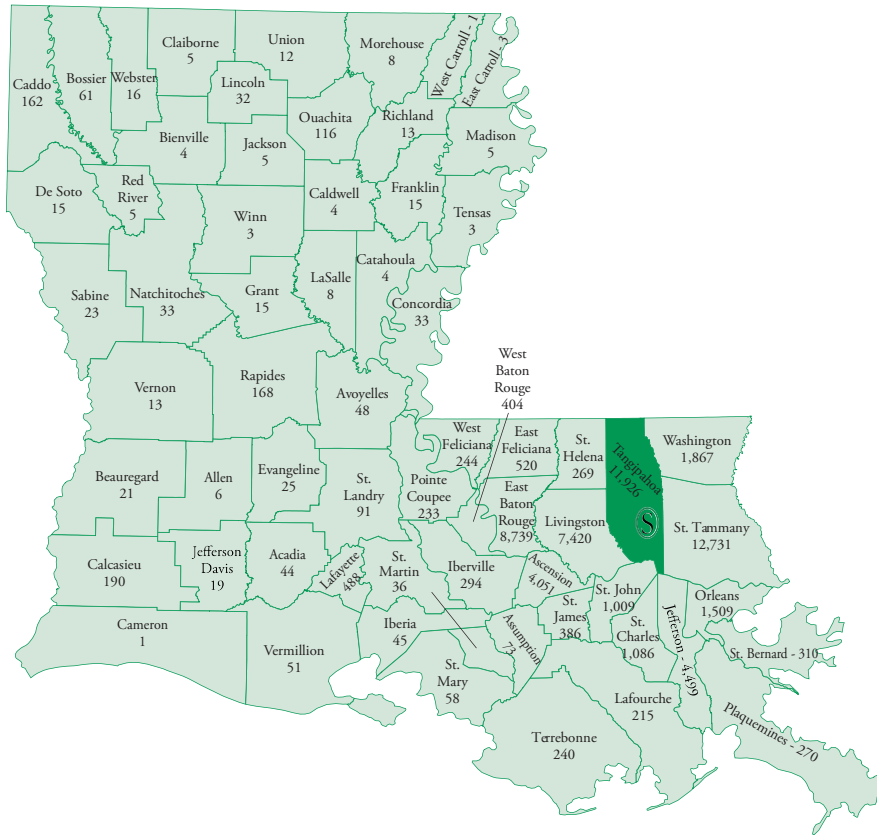 Caddo
162
Bossier
61
Webster
16
Claiborne
5
Union
12
Morehouse
8
West Carroll - 1
East Carroll - 3
Lincoln
32
Ouachita
116
Richland
13
Madison
5
Bienville
4
Jackson
5
De Soto
15
Red
River
5
Winn
3
Caldwell
4
Franklin
15
Tensas
3
Sabine
23
Natchitoches
33
Grant
15
LaSalle
8
Catahoula
4
Concordia
33
Vernon
13
Rapides
168
Avoyelles
48
West
Baton
Rouge
404
West
Feliciana
244
East
Feliciana
520
St.
Helena
269
Tangipahoa
11,926
S
Washington
1,867
Beauregard
21
Allen
6
Evangeline
25
St.
Landry
91
Pointe
Coupee
233
East
Baton
Rouge
8,739
Livingston
7,420
St. Tammany
12,731
Calcasieu
190
Jefferson
Davis
19
Acadia
44
Lafayette
488
St.
Martin
36
Iberville
294
Ascension
4,051
St. John
1,009
Orleans
1,509
Cameron
1
Vermillion
51
Iberia
45
St.
Mary
58
Assumption
73
St.
James
386
St.
Charles
1,086
Jefferson - 4,499
St. Bernard - 310
Plaquemines - 270
Lafourche
215
Terrebonne
240